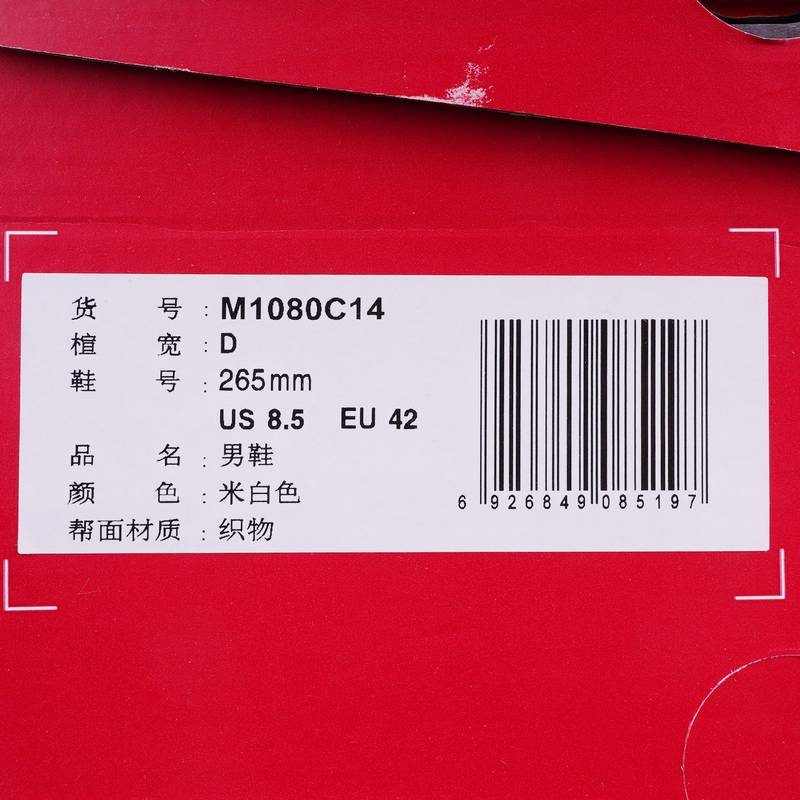 货 号 : M1080C14
楦 宽 : D
鞋 号 : 265mm
US 8.5 EU 42
品 名 : 男鞋
颜 色 : 米白色
帮面材质 : 织物
6 926849 085197